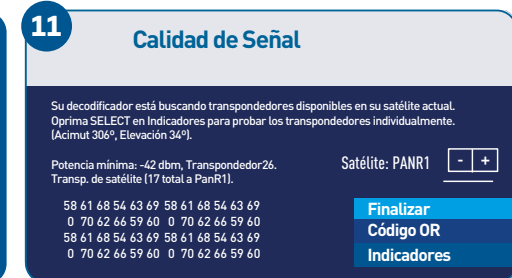 11
Calidad de Señal
Su decodificador está buscando transpondedores disponibles en su satélite actual.
Oprima SELECT en Indicadores para probar los transpondedores individualmente.
(Acimut 306º, Elevación 34º).
Potencia mínima: -42 dbm, Transpondedor26.
Transp. de satélite (17 total a PanR1).
Satélite: PANR1 - +
58 61 68 54 63 69 58 61 68 54 63 69
0 70 62 66 59 60 0 70 62 66 59 60
58 61 68 54 63 69 58 61 68 54 63 69
0 70 62 66 59 60 0 70 62 66 59 60
Finalizar
Código OR
Indicadores